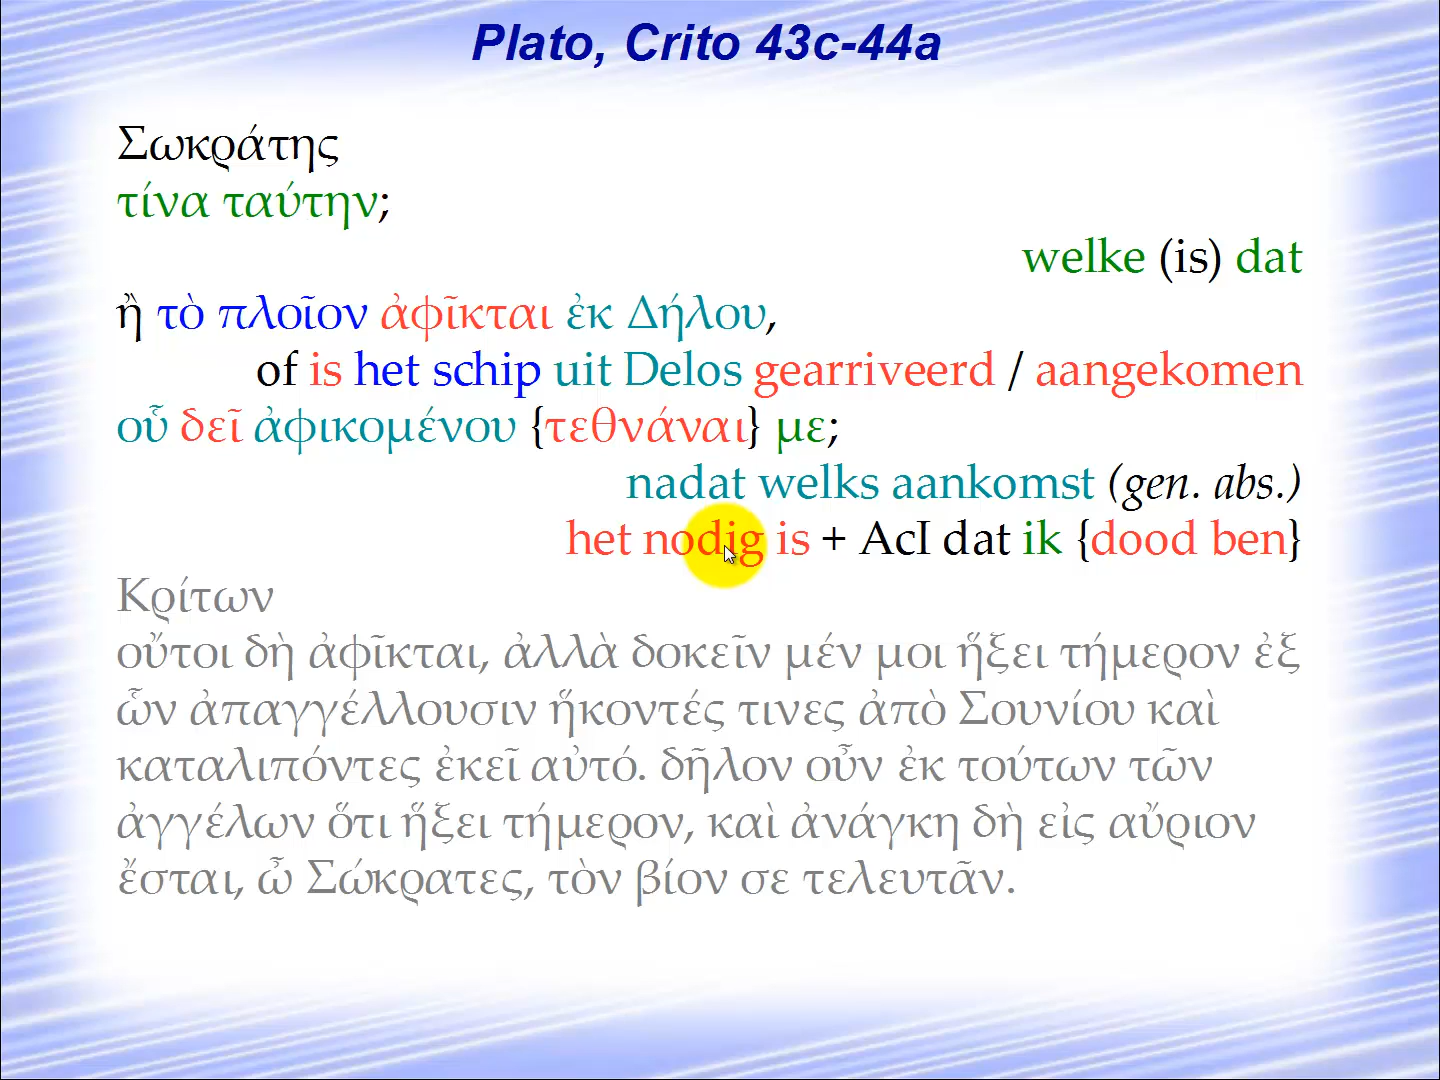 Plato, Crito 43c-44a
Σωκράτης
τίνα ταύτην;
welke (is) dat
ἢ τὸ πλοῖον ἀφῖκται ἐκ Δήλου,
of is het schip uit Delos gearriveerd / aangekomen
οὗ δεῖ ἀφικομένου {τεθνάναι} με;
nadat welks aankomst (gen. abs.)
het nodig is + AcI dat ik {dood ben}
Κρίτων
οὔτοι δὴ ἀφῖκται, ἀλλὰ δοκεῖν μέν μοι ἥξει τήμερον ἐξ
ὧν ἀπαγγέλλουσιν ἥκοντές τινες ἀπὸ Σουνίου καὶ
καταλιπόντες ἐκεῖ αὐτό. δῆλον οὖν ἐκ τούτων τῶν
ἀγγέλων ὅτι ἥξει τήμερον, καὶ ἀνάγκη δὴ εἰς αὔριον
ἔσται, ὦ Σώκρατες, τὸν βίον σε τελευτᾶν.